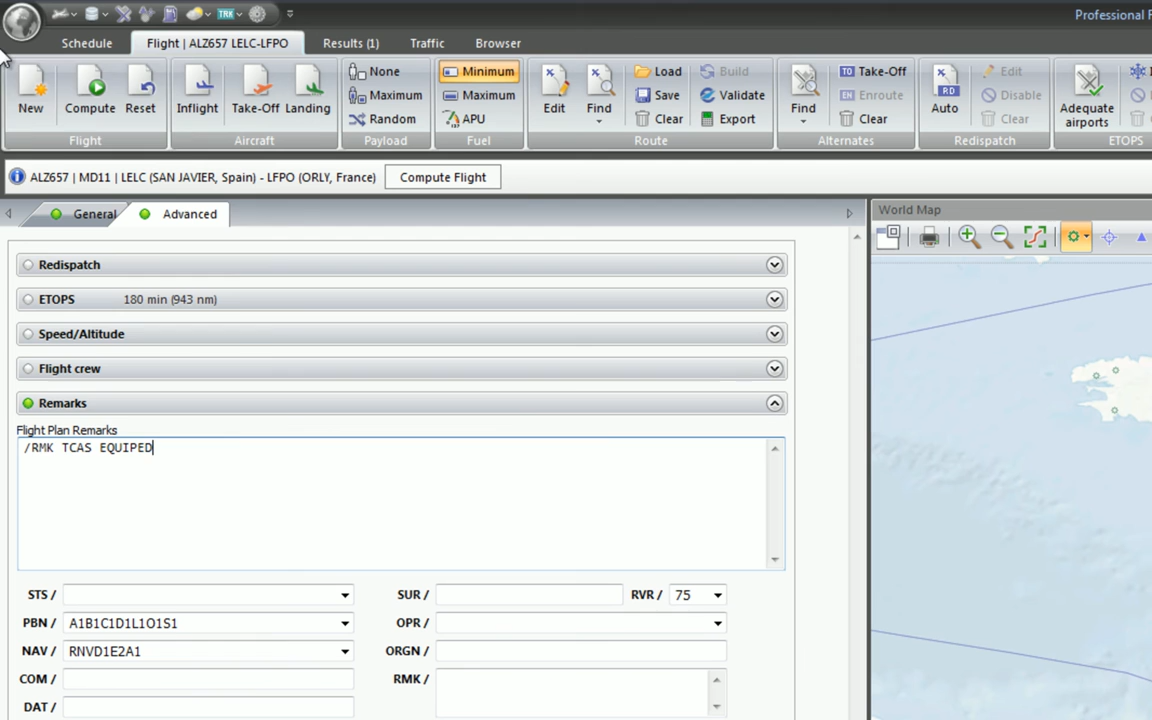 TRK
Professional
Schedule
Flight | ALZ657 LELC-LFPO
Results (1)
Traffic
Browser
New
Compute
Reset
Flight
Inflight
Take-Off
Landing
Aircraft
None
Maximum
Random
Payload
Minimum
Maximum
APU
Fuel
Edit
Find
Load
Save
Clear
Build
Validate
Export
Route
Find
TO Take-Off
EN Enroute
Clear
Alternates
RD
Auto
Edit
Disable
Clear
Redispatch
Adequate
airports
ETOPS
ALZ657 | MD11 | LELC (SAN JAVIER, Spain) - LFPO (ORLY, France)
Compute Flight
General
Advanced
World Map
Redispatch
ETOPS 180 min (943 nm)
Speed/Altitude
Flight crew
Remarks
Flight Plan Remarks
/RMK TCAS EQUIPED
STS /
SUR /
RVR / 75
PBN / A1B1C1D1L1O1S1
OPR /
NAV / RNVD1E2A1
ORGN /
COM /
RMK /
DAT /